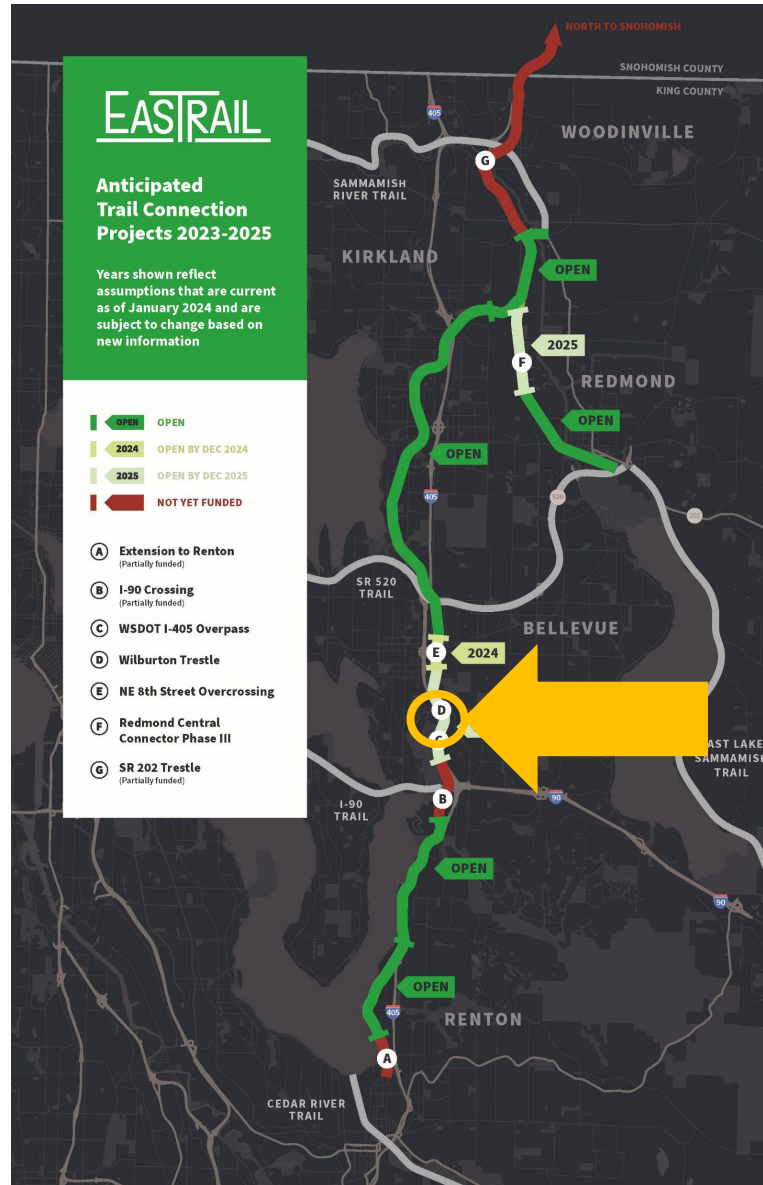 EASTRAIL
Anticipated
Trail Connection
Projects 2023-2025
Years shown reflect
assumptions that are current
as of January 2024 and are
subject to change based on
new information
OPEN OPEN
2024 OPEN BY DEC 2024
2025 OPEN BY DEC 2025
NOT YET FUNDED
A Extension to Renton
(Partially funded)
B I-90 Crossing
(Partially funded)
C WSDOT I-405 Overpass
D Wilburton Trestle
E NE 8th Street Overcrossing
F Redmond Central
Connector Phase III
G SR 202 Trestle
(Partially funded)
NORTH TO SNOHOMISH
SNOHOMISH COUNTY
KING COUNTY
405
WOODINVILLE
G
SAMMAMISH
RIVER TRAIL
KIRKLAND
OPEN
2025
F
REDMOND
OPEN
OPEN
405
520
202
SR 520
TRAIL
BELLEVUE
E
2024
D
EAST LAKE
SAMMAMISH
TRAIL
B
90
I-90
TRAIL
OPEN
90
OPEN
405
RENTON
A
CEDAR RIVER
TRAIL